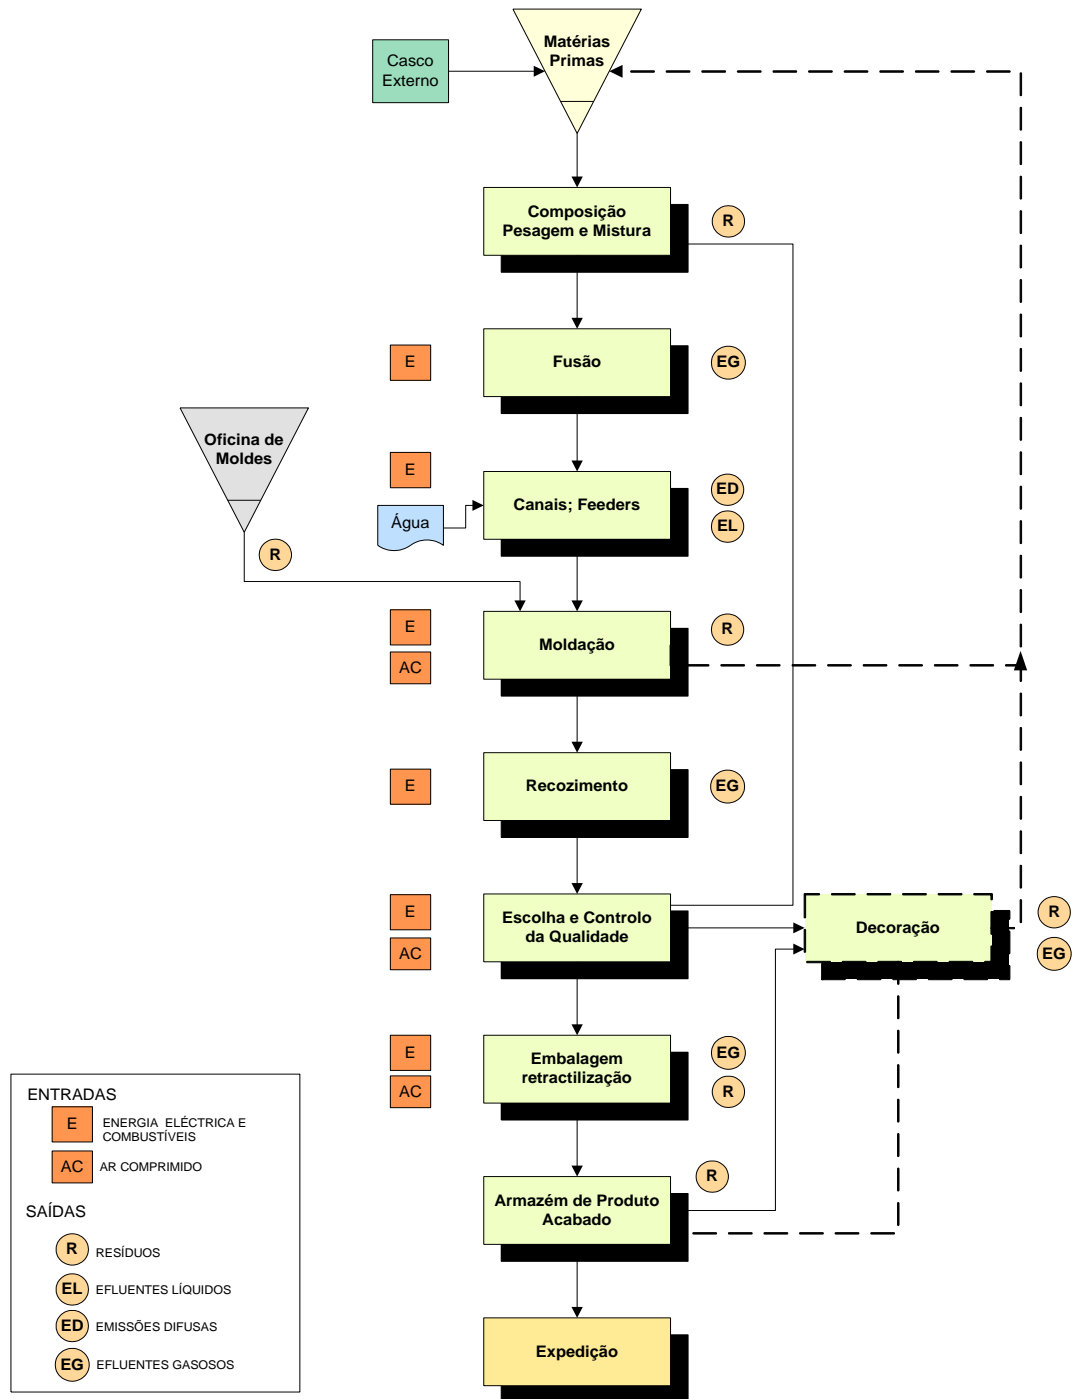 Matérias
Primas
Casco
Externo
Composição
Pesagem e Mistura
R
E
Fusão
EG
Oficina de
Moldes
E
Canais; Feeders
ED
Água
EL
R
E
Moldação
R
AC
E
Recozimento
EG
E
Escolha e Controlo
da Qualidade
AC
Decoração
R
EG
E
Embalagem
retractilização
EG
AC
R
Armazém de Produto
Acabado
R
Expedição
ENTRADAS
E
ENERGIA ELÉCTRICA E
COMBUSTÍVEIS
AC
AR COMPRIMIDO
SAÍDAS
R
RESÍDUOS
EL
EFLUENTES LÍQUIDOS
ED
EMISSÕES DIFUSAS
EG
EFLUENTES GASOSOS